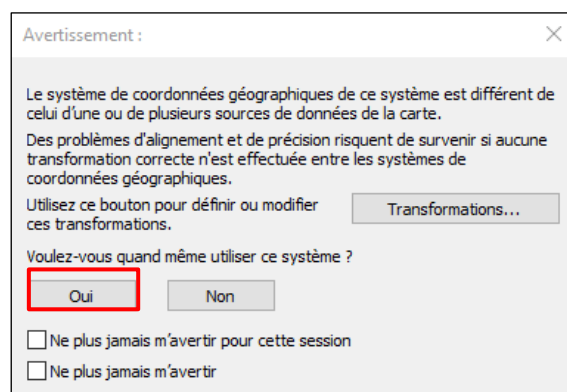 Avertissement :
Le système de coordonnées géographiques de ce système est différent de
celui d'une ou de plusieurs sources de données de la carte.
Des problèmes d'alignement et de précision risquent de survenir si aucune
transformation correcte n'est effectuée entre les systèmes de
coordonnées géographiques.
Utilisez ce bouton pour définir ou modifier
ces transformations.
Transformations...
Voulez-vous quand même utiliser ce système ?
Oui Non
Ne plus jamais m'avertir pour cette session
Ne plus jamais m'avertir